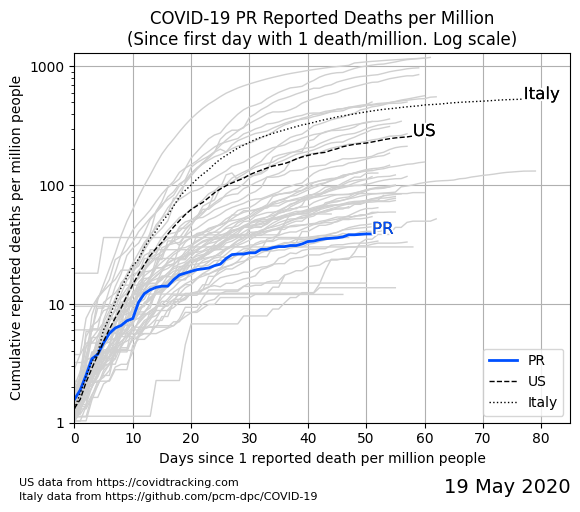 COVID-19 PR Reported Deaths per Million
(Since first day with 1 death/million. Log scale)
Cumulative reported deaths per million people
1000
100
10
1
Italy
US
PR
PR
US
Italy
0 10 20 30 40 50 60 70 80
Days since 1 reported death per million people
US data from https://covidtracking.com
Italy data from https://github.com/pcm-dpc/COVID-19
19 May 2020